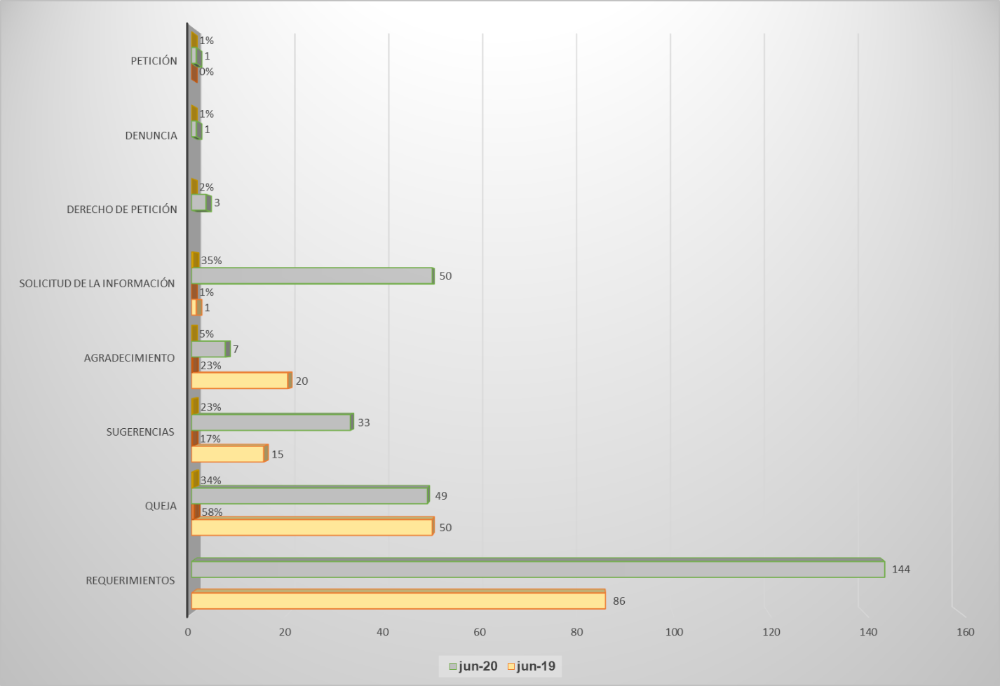 1%
PETICIÓN
1
0%
1%
DENUNCIA
1
2%
DERECHO DE PETICIÓN
3
35%
50
SOLICITUD DE LA INFORMACIÓN
1%
1
5%
7
AGRADECIMIENTO
23%
20
23%
33
SUGERENCIAS
17%
15
34%
49
QUEJA
58%
50
144
REQUERIMIENTOS
86
0 20 40 60 80 100 120 140 160
jun-20 jun-19